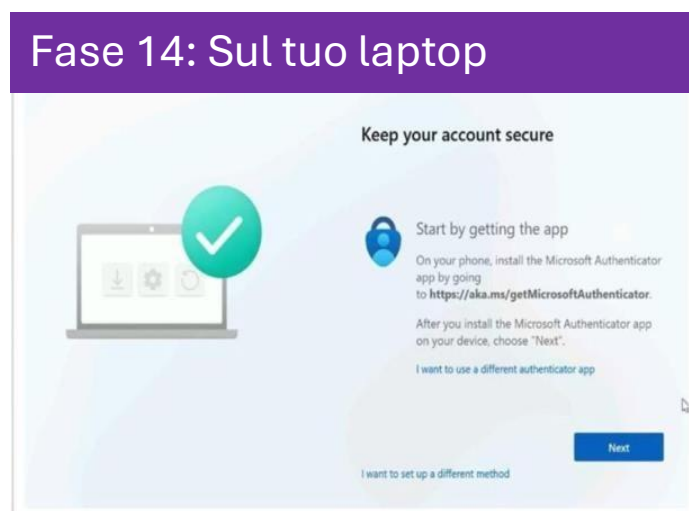 Fase 14: Sul tuo laptop
Keep your account secure
Start by getting the app
On your phone, install the Microsoft Authenticator
app by going
to https://aka.ms/getMicrosoftAuthenticator.
After you install the Microsoft Authenticator app
on your device, choose "Next".
I want to use a different authenticator app
Next
I want to set up a different method